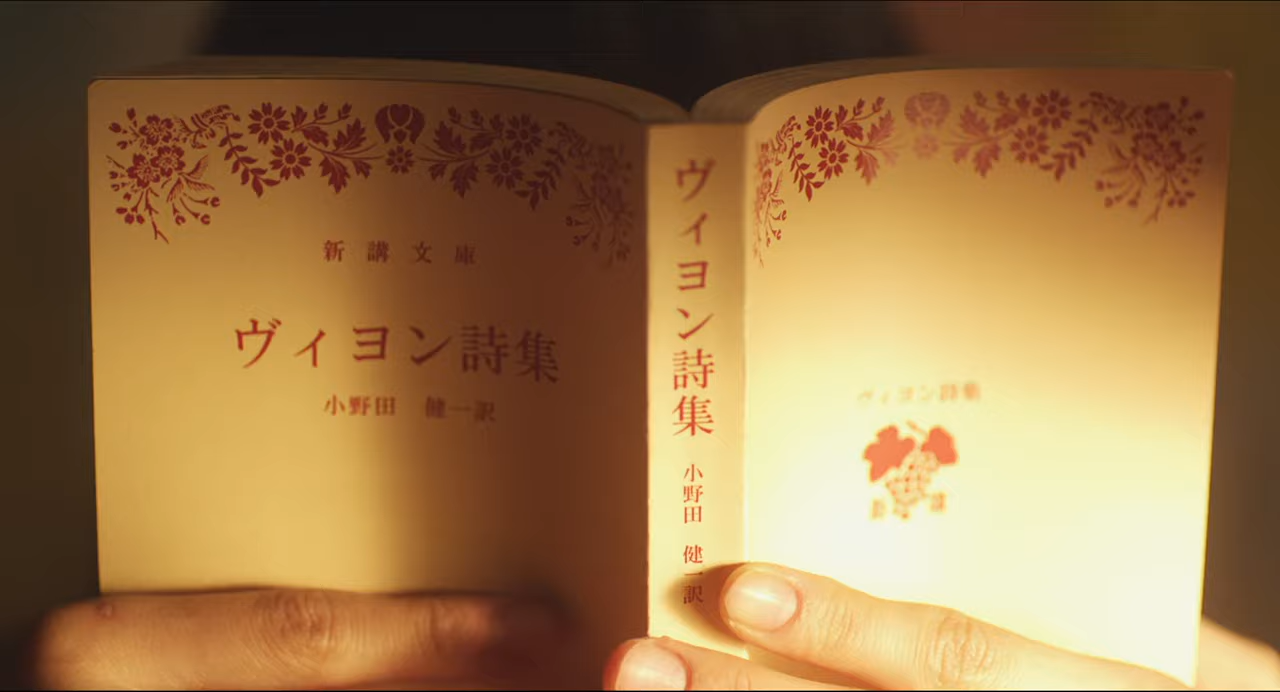 新講文庫
ヴィヨン詩集
小野田 健一訳
ヴィヨン詩集 小野田 健一訳
ヴィヨン詩集